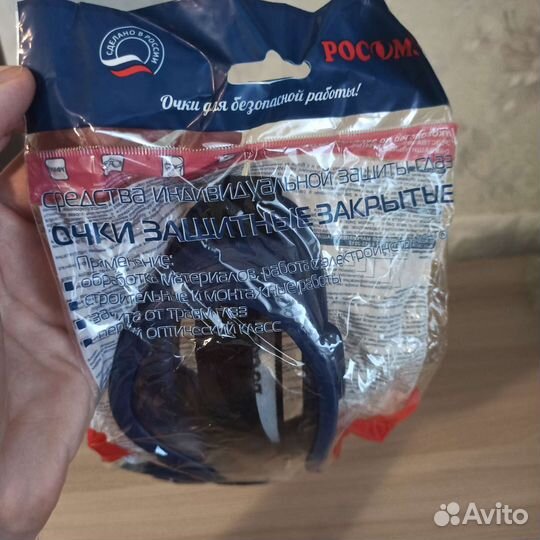 СДЕЛАНО В РОССИИ
РОСОМЗ
Очки для безопасной работы!
СРЕДСТВА ИНДИВИДУАЛЬНОЙ ЗАЩИТЫ ГЛАЗ
ОЧКИ ЗАЩИТНЫЕ ЗАКРЫТЫЕ
Применение:
обработка материалов, работа с
строительные и монтажные работы
защита от травм глаз
первый оптический класс
Avito